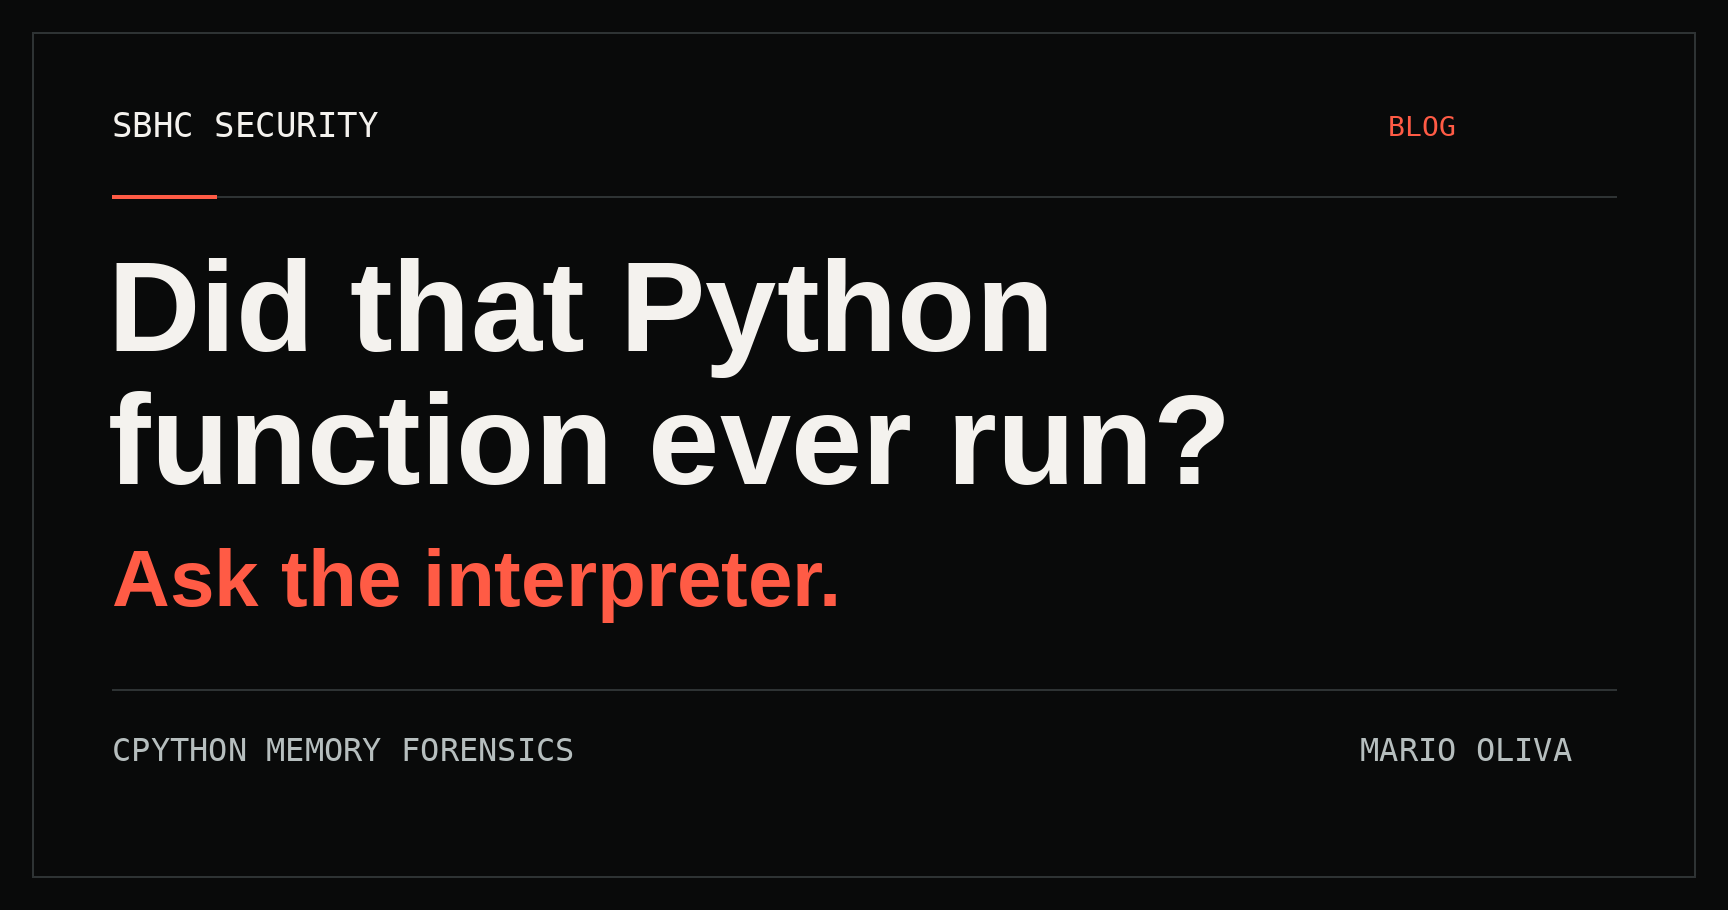 SBHC SECURITY
BLOG
Did that Python
function ever run?
Ask the interpreter.
CPYTHON MEMORY FORENSICS
MARIO OLIVA